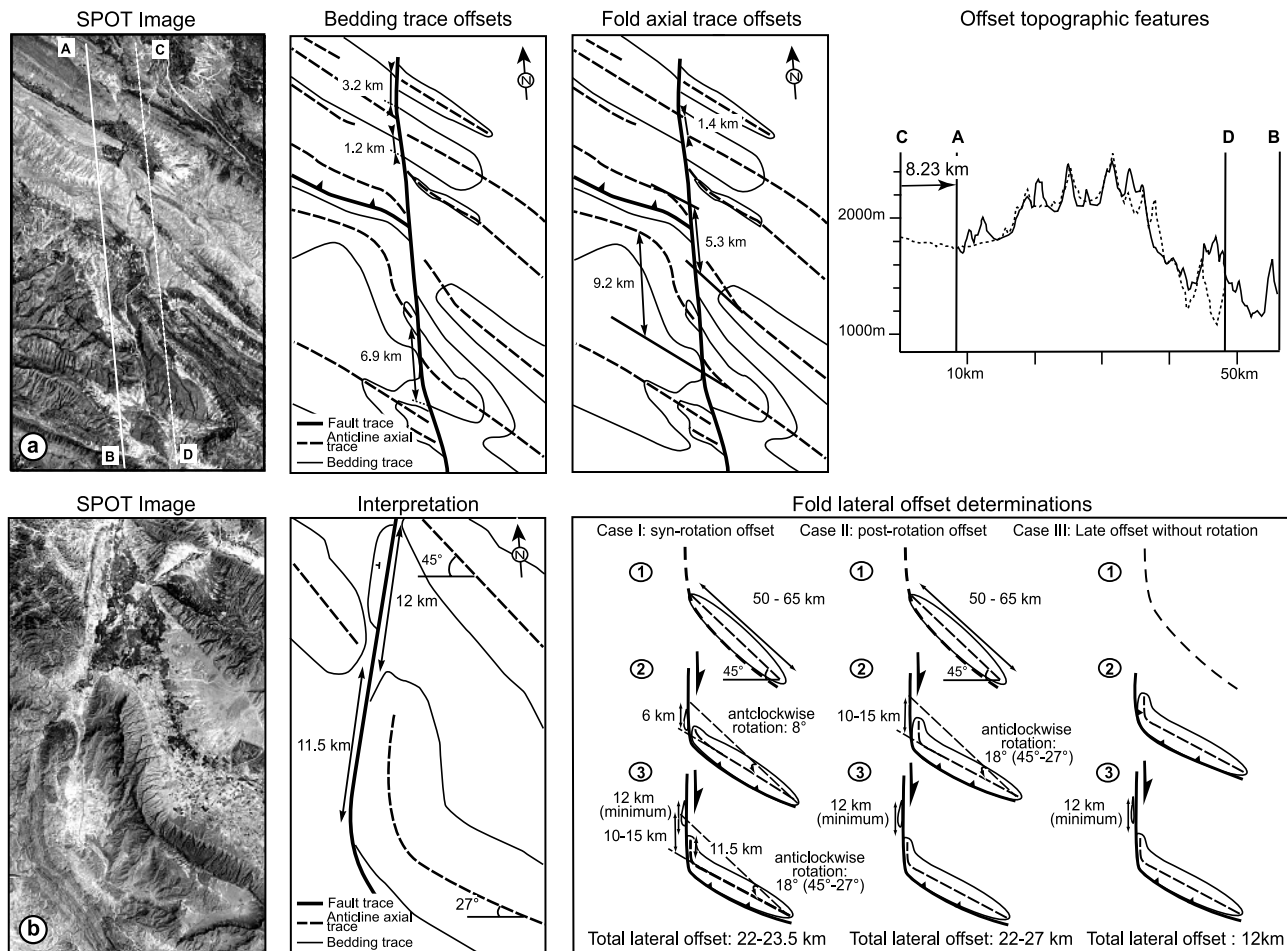 SPOT Image
A
C
B
D
a
Bedding trace offsets
N
3.2 km
1.2 km
6.9 km
Fault trace
Anticline axial
trace
Bedding trace
Fold axial trace offsets
N
1.4 km
5.3 km
9.2 km
Offset topographic features
C
A
D
B
8.23 km
2000m
1000m
10km
50km
SPOT Image
b
Interpretation
N
45°
12 km
11.5 km
27°
Fault trace
Anticline axial
trace
Bedding trace
Fold lateral offset determinations
Case I: syn-rotation offset
Case II: post-rotation offset
Case III: Late offset without rotation
1
50 - 65 km
45°
2
6 km
antclockwise
rotation: 8°
3
12 km
(minimum)
10-15 km
11.5 km
anticlockwise
rotation:
18° (45°-27°)
Total lateral offset: 22-23.5 km
1
50 - 65 km
45°
2
10-15 km
anticlockwise
rotation:
18° (45°-27°)
3
12 km
(minimum)
Total lateral offset: 22-27 km
1
2
3
12 km
(minimum)
Total lateral offset : 12km